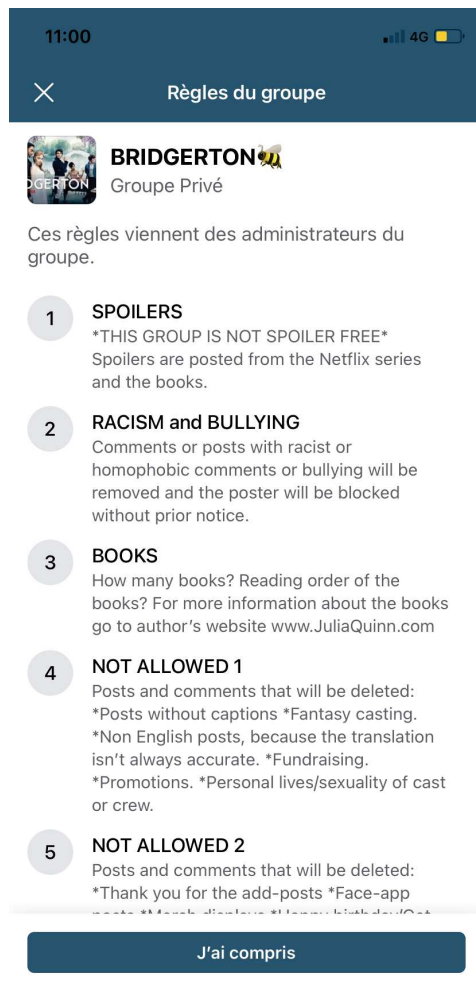 11:00
4G
Règles du groupe
DGERTON
BRIDGERTON🐝
Groupe Privé
Ces règles viennent des administrateurs du
groupe.
1
SPOILERS
*THIS GROUP IS NOT SPOILER FREE*
Spoilers are posted from the Netflix series
and the books.
2
RACISM and BULLYING
Comments or posts with racist or
homophobic comments or bullying will be
removed and the poster will be blocked
without prior notice.
3
BOOKS
How many books? Reading order of the
books? For more information about the books
go to author's website www.JuliaQuinn.com
4
NOT ALLOWED 1
Posts and comments that will be deleted:
*Posts without captions *Fantasy casting.
*Non English posts, because the translation
isn't always accurate. *Fundraising.
*Promotions. *Personal lives/sexuality of cast
or crew.
5
NOT ALLOWED 2
Posts and comments that will be deleted:
*Thank you for the add-posts *Face-app
J'ai compris